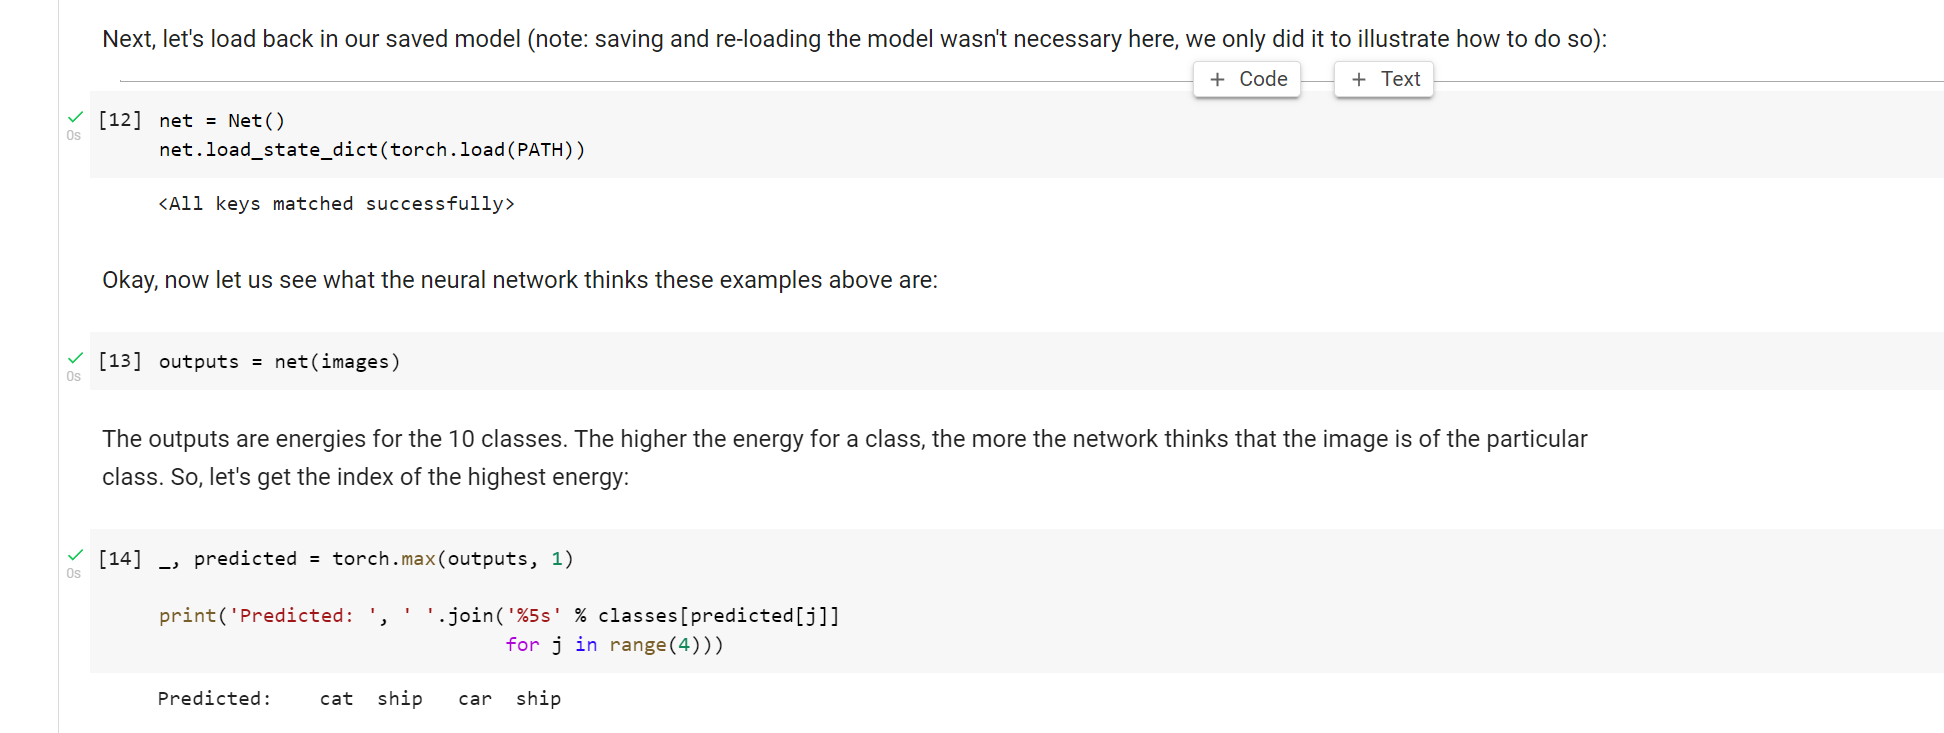 Next, let's load back in our saved model (note: saving and re-loading the model wasn't necessary here, we only did it to illustrate how to do so):
+ Code + Text
[12] net = Net()
0s
net.load_state_dict(torch.load(PATH))
<All keys matched successfully>
Okay, now let us see what the neural network thinks these examples above are:
[13] outputs = net(images)
0s
The outputs are energies for the 10 classes. The higher the energy for a class, the more the network thinks that the image is of the particular
class. So, let's get the index of the highest energy:
[14] _, predicted = torch.max(outputs, 1)
0s
print('Predicted: ', ' '.join('%5s' % classes[predicted[j]]
for j in range(4)))
Predicted:    cat  ship   car  ship